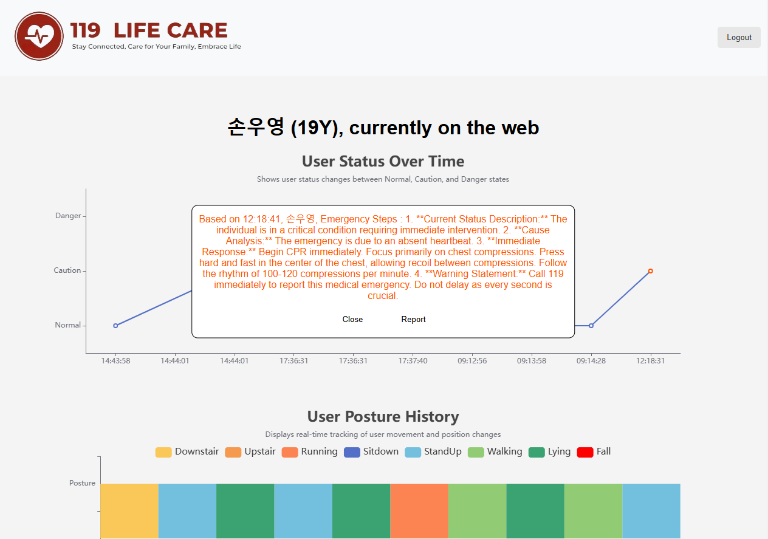 119 LIFE CARE
Stay Connected, Care for Your Family, Embrace Life
Logout
손우영 (19Y), currently on the web
User Status Over Time
Shows user status changes between Normal, Caution, and Danger states
Danger
Caution
Normal
Based on 12:18:41, 손우영, Emergency Steps : 1. **Current Status Description:** The
individual is in a critical condition requiring immediate intervention. 2. **Cause
Analysis:** The emergency is due to an absent heartbeat. 3. **Immediate
Response:** Begin CPR immediately. Focus primarily on chest compressions. Press
hard and fast in the center of the chest, allowing recoil between compressions. Follow
the rhythm of 100-120 compressions per minute. 4. **Warning Statement:** Call 119
immediately to report this medical emergency. Do not delay as every second is
crucial.
Close Report
14:43:58 14:44:01 14:44:01 17:36:31 17:36:31 17:37:40 09:12:56 09:13:58 09:14:28 12:18:31
User Posture History
Displays real-time tracking of user movement and position changes
Downstair Upstair Running Sitdown StandUp Walking Lying Fall
Posture